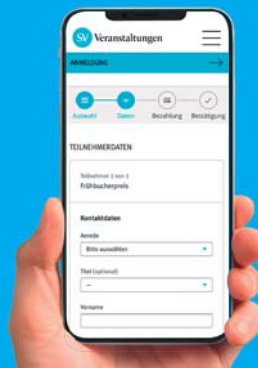 SV Veranstaltungen
ANMELDUNG
Auswahl Daten Bezahlung Bestätigung
TEILNEHMERDATEN
Teilnehmer 1 von 1
Frühbucherpreis
Kontaktdaten
Anrede
Bitte auswählen
Titel (optional)
--
Vorname